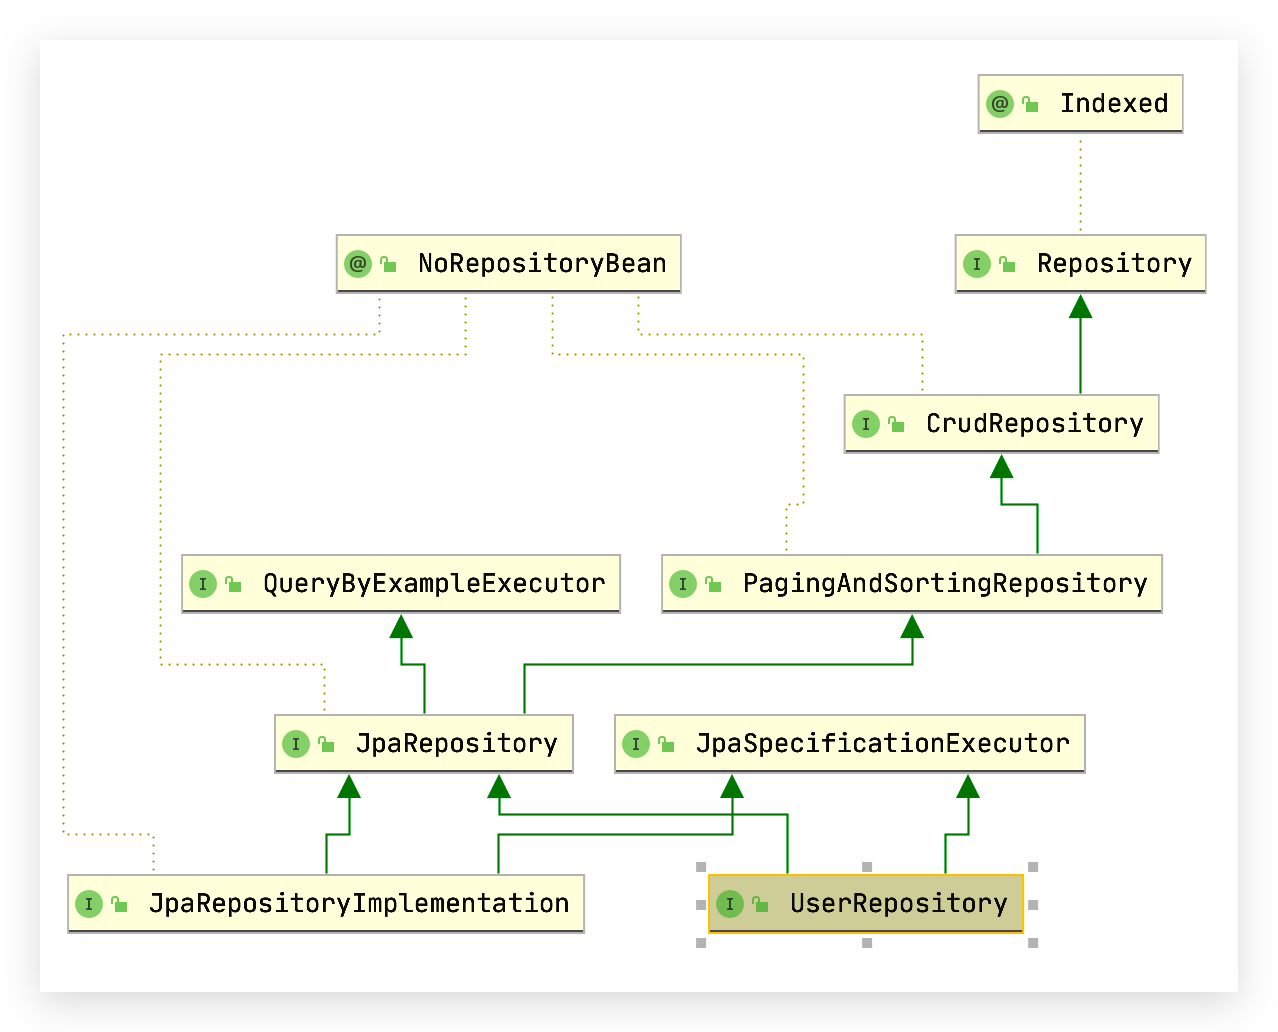 @ Indexed
@ NoRepositoryBean
I Repository
I CrudRepository
I QueryByExampleExecutor
I PagingAndSortingRepository
I JpaRepository
I JpaSpecificationExecutor
I JpaRepositoryImplementation
I UserRepository